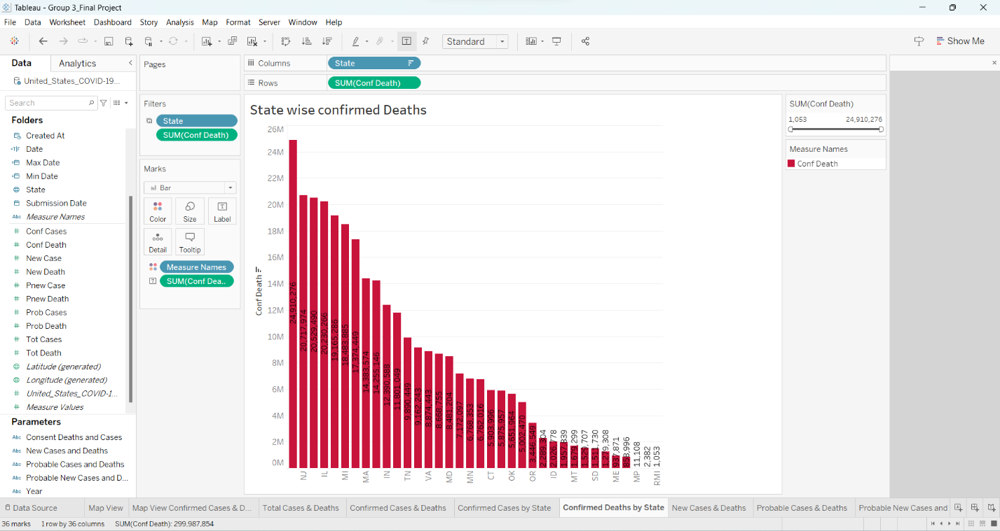 Tableau - Group 3_Final Project
File Data Worksheet Dashboard Story Analysis Map Format Server Window Help
Standard
Show Me
Data Analytics
United_States_COVID-19...
Search
Folders
Created At
Date
Max Date
Min Date
State
Submission Date
Abc Measure Names
Conf Cases
Conf Death
New Case
New Death
Pnew Case
Pnew Death
Prob Cases
Prob Death
Tot Cases
Tot Death
Latitude (generated)
Longitude (generated)
United_States_COVID-1...
Measure Values
Parameters
Abc Consent Deaths and Cases
Abc New Cases and Deaths
Abc Probable Cases and Deaths
Abc Probable New Cases and D...
Abc Year
Pages
Filters
State
SUM(Conf Death)
Marks
Bar
Color Size Label
Detail Tooltip
Measure Names
SUM(Conf Dea..
Columns State
Rows SUM(Conf Death)
State wise confirmed Deaths
26M
24M
22M
20M
18M
16M
14M
12M
10M
8M
6M
4M
2M
0M
Conf Death
24,910,276
20,717,974
20,529,490
20,230,266
19,165,286
18,483,885
17,374,449
14,383,574
14,255,146
12,390,588
11,801,049
9,890,449
9,162,243
8,874,443
8,668,755
8,481,204
7,172,097
6,768,353
6,762,016
5,903,996
5,875,957
5,651,964
5,002,470
3,446,549
2,289,304
2,026,778
1,957,839
1,679,299
1,529,707
1,511,730
1,279,308
937,871
858,996
11,108
2,382
1,053
NJ IL MI MA IN TN VA MD MN CT OK OR ID MT SD ME MP RMI
SUM(Conf Death)
1,053 24,910,276
Measure Names
Conf Death
Data Source Map View Map View Confirmed Cases & D... Total Cases & Deaths Confirmed Cases & Deaths Confirmed Cases by State Confirmed Deaths by State New Cases & Deaths Probable Cases & Deaths Probable New Cases and
36 marks 1 row by 36 columns SUM(Conf Death): 299,987,854